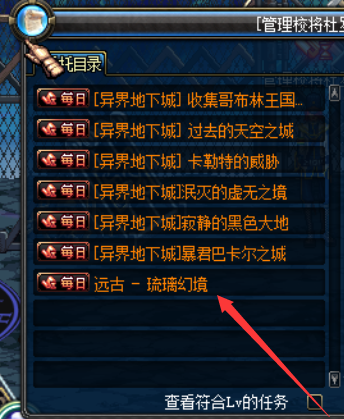 [管理校将杜
托目录
每日 [异界地下城] 收集哥布林王国...
每日 [异界地下城] 过去的天空之城
每日 [异界地下城] 卡勒特的威胁
每日 [异界地下城]泯灭的虚无之境
每日 [异界地下城]寂静的黑色大地
每日 [异界地下城]暴君巴卡尔之城
每日 远古 - 琉璃幻境
查看符合Lv的任务